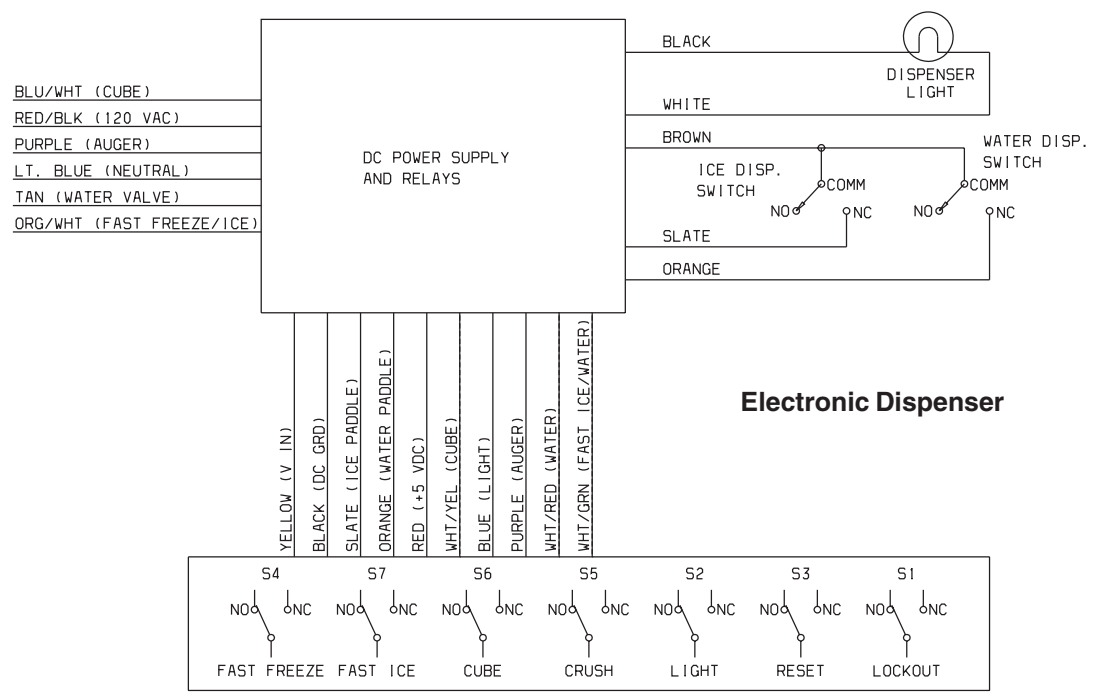 BLACK
DISPENSER
LIGHT
BLU/WHT (CUBE)
RED/BLK (120 VAC)
PURPLE (AUGER)
LT. BLUE (NEUTRAL)
TAN (WATER VALVE)
ORG/WHT (FAST FREEZE/ICE)
DC POWER SUPPLY
AND RELAYS
WHITE
BROWN
ICE DISP.
SWITCH
COMM
NO
NC
WATER DISP.
SWITCH
COMM
NO
NC
SLATE
ORANGE
Electronic Dispenser
YELLOW (V IN)
BLACK (DC GRD)
SLATE (ICE PADDLE)
ORANGE (WATER PADDLE)
RED (+5 VDC)
WHT/YEL (CUBE)
BLUE (LIGHT)
PURPLE (AUGER)
WHT/RED (WATER)
WHT/GRN (FAST ICE/WATER)
S4 S7 S6 S5 S2 S3 S1
NO NC NO NC NO NC NO NC NO NC NO NC NO NC
FAST FREEZE FAST ICE CUBE CRUSH LIGHT RESET LOCKOUT